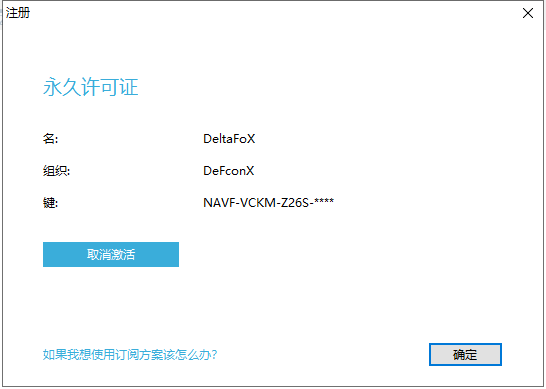 注册
永久许可证
名: DeltaFoX
组织: DeFconX
键: NAVF-VCKM-Z26S-****
取消激活
如果我想使用订阅方案该怎么办?
确定